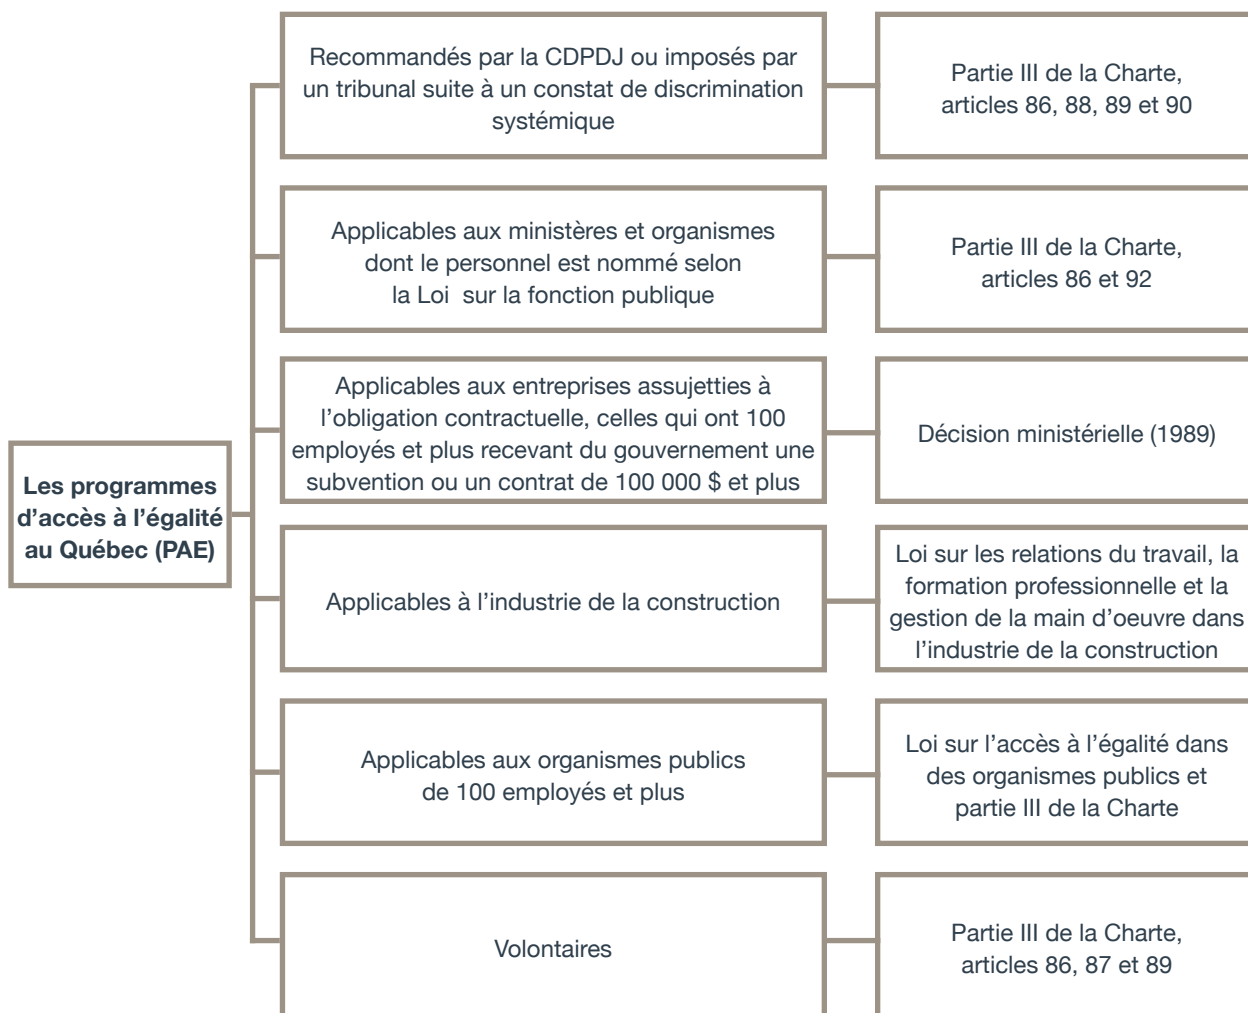 Recommandés par la CDPDJ ou imposés par
un tribunal suite à un constat de discrimination
systémique
Partie III de la Charte,
articles 86, 88, 89 et 90
Applicables aux ministères et organismes
dont le personnel est nommé selon
la Loi sur la fonction publique
Partie III de la Charte,
articles 86 et 92
Applicables aux entreprises assujetties à
l’obligation contractuelle, celles qui ont 100
employés et plus recevant du gouvernement une
subvention ou un contrat de 100 000 $ et plus
Décision ministérielle (1989)
Les programmes
d’accès à l’égalité
au Québec (PAE)
Applicables à l’industrie de la construction
Loi sur les relations du travail, la
formation professionnelle et la
gestion de la main d’oeuvre dans
l’industrie de la construction
Applicables aux organismes publics
de 100 employés et plus
Loi sur l’accès à l’égalité dans
des organismes publics et
partie III de la Charte
Volontaires
Partie III de la Charte,
articles 86, 87 et 89